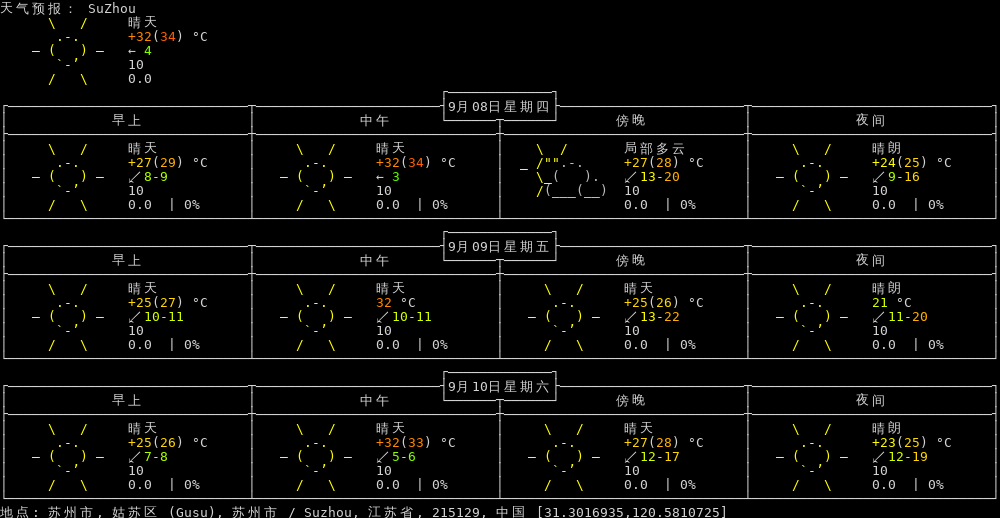 天气预报: SuZhou
晴天
+32(34) °C
← 4
10
0.0
9月08日星期四
早上 中午 傍晚 夜间
晴天 晴天 局部多云 晴朗
+27(29) °C +32(34) °C +27(28) °C +24(25) °C
↙8-9 ← 3 ↙13-20 ↙9-16
10 10 10 10
0.0 | 0% 0.0 | 0% 0.0 | 0% 0.0 | 0%
9月09日星期五
早上 中午 傍晚 夜间
晴天 晴天 晴天 晴朗
+25(27) °C 32 °C +25(26) °C 21 °C
↙10-11 ↙10-11 ↙13-22 ↙11-20
10 10 10 10
0.0 | 0% 0.0 | 0% 0.0 | 0% 0.0 | 0%
9月10日星期六
早上 中午 傍晚 夜间
晴天 晴天 晴天 晴朗
+25(26) °C +32(33) °C +27(28) °C +23(25) °C
↙7-8 ↙5-6 ↙12-17 ↙12-19
10 10 10 10
0.0 | 0% 0.0 | 0% 0.0 | 0% 0.0 | 0%
地点: 苏州市, 姑苏区 (Gusu), 苏州市 / Suzhou, 江苏省, 215129, 中国 [31.3016935,120.5810725]